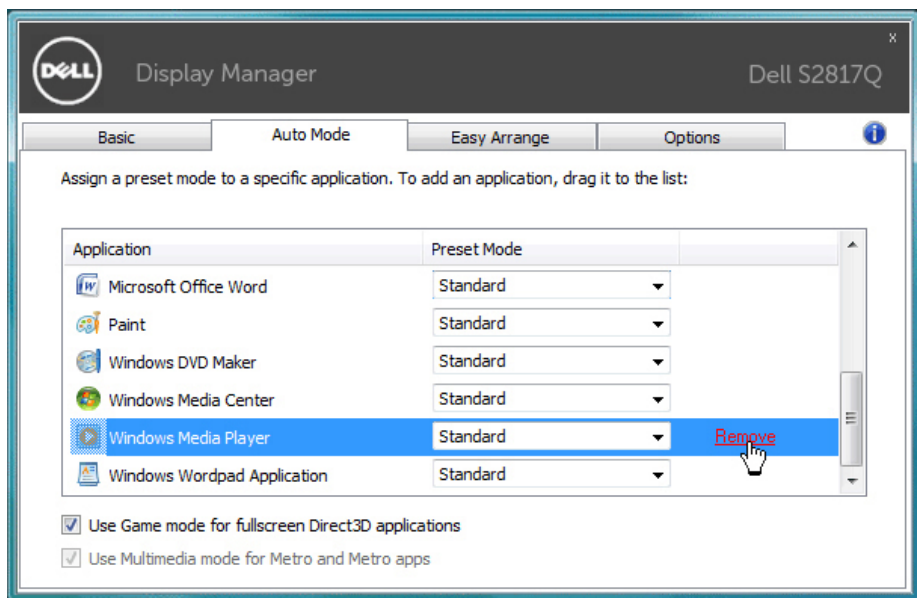 DELL
Display Manager
x
Dell S2817Q
Basic
Auto Mode
Easy Arrange
Options
i
Assign a preset mode to a specific application. To add an application, drag it to the list:
Application
Preset Mode
Microsoft Office Word
Standard
Paint
Standard
Windows DVD Maker
Standard
Windows Media Center
Standard
Windows Media Player
Standard
Remove
Windows Wordpad Application
Standard
Use Game mode for fullscreen Direct3D applications
Use Multimedia mode for Metro and Metro apps